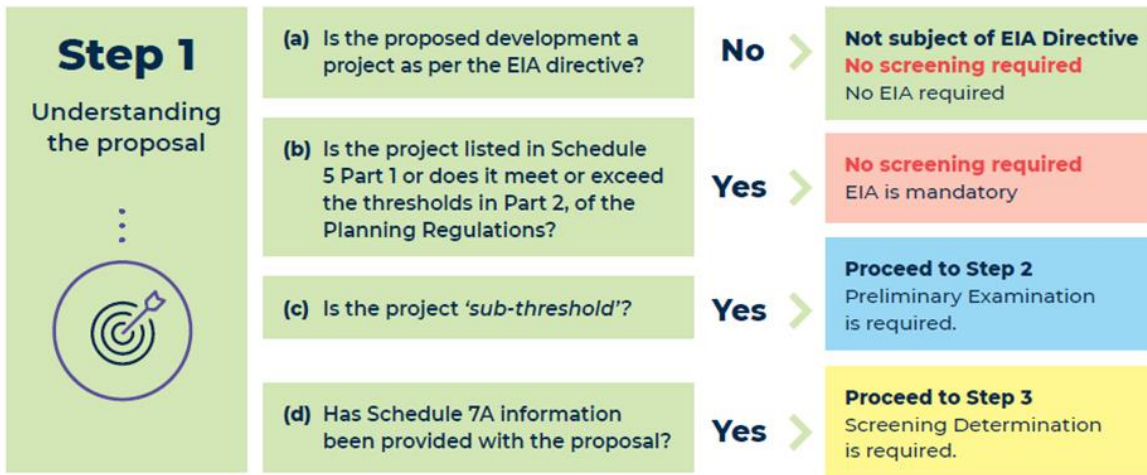 Step 1
Understanding
the proposal
(a) Is the proposed development a
project as per the EIA directive?
No
Not subject of EIA Directive
No screening required
No EIA required
(b) Is the project listed in Schedule
5 Part 1 or does it meet or exceed
the thresholds in Part 2, of the
Planning Regulations?
Yes
No screening required
EIA is mandatory
(c) Is the project ‘sub-threshold’?
Yes
Proceed to Step 2
Preliminary Examination
is required.
(d) Has Schedule 7A information
been provided with the proposal?
Yes
Proceed to Step 3
Screening Determination
is required.